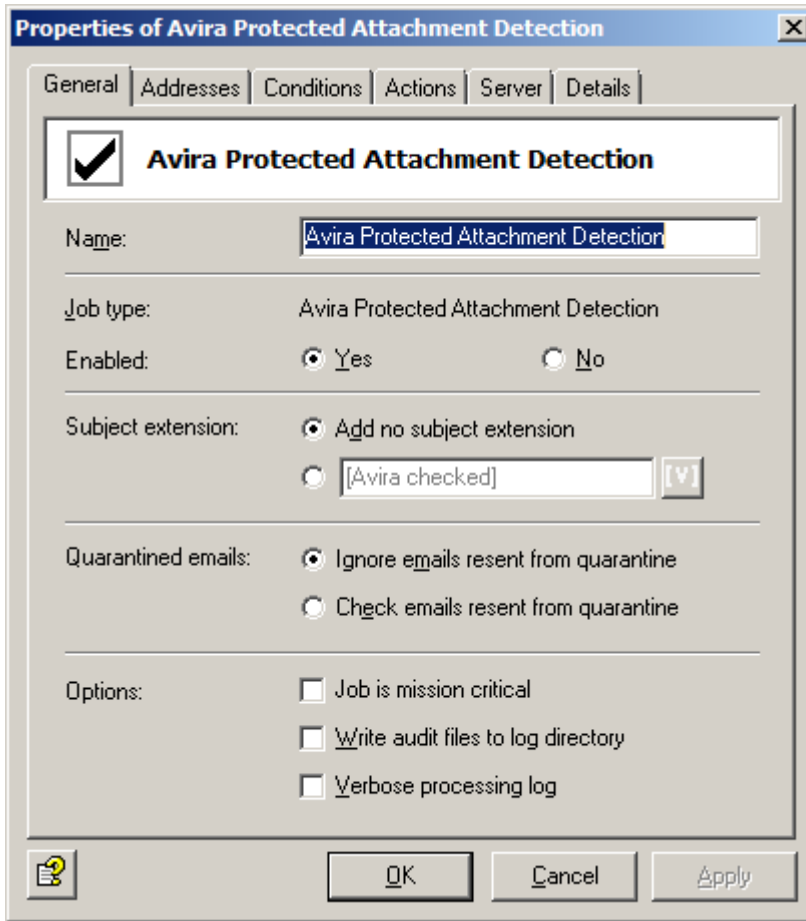 Properties of Avira Protected Attachment Detection
General Addresses Conditions Actions Server Details
Avira Protected Attachment Detection
Name: Avira Protected Attachment Detection
Job type: Avira Protected Attachment Detection
Enabled: Yes No
Subject extension: Add no subject extension
[Avira checked] [V]
Quarantined emails: Ignore emails resent from quarantine
Check emails resent from quarantine
Options: Job is mission critical
Write audit files to log directory
Verbose processing log
OK Cancel Apply